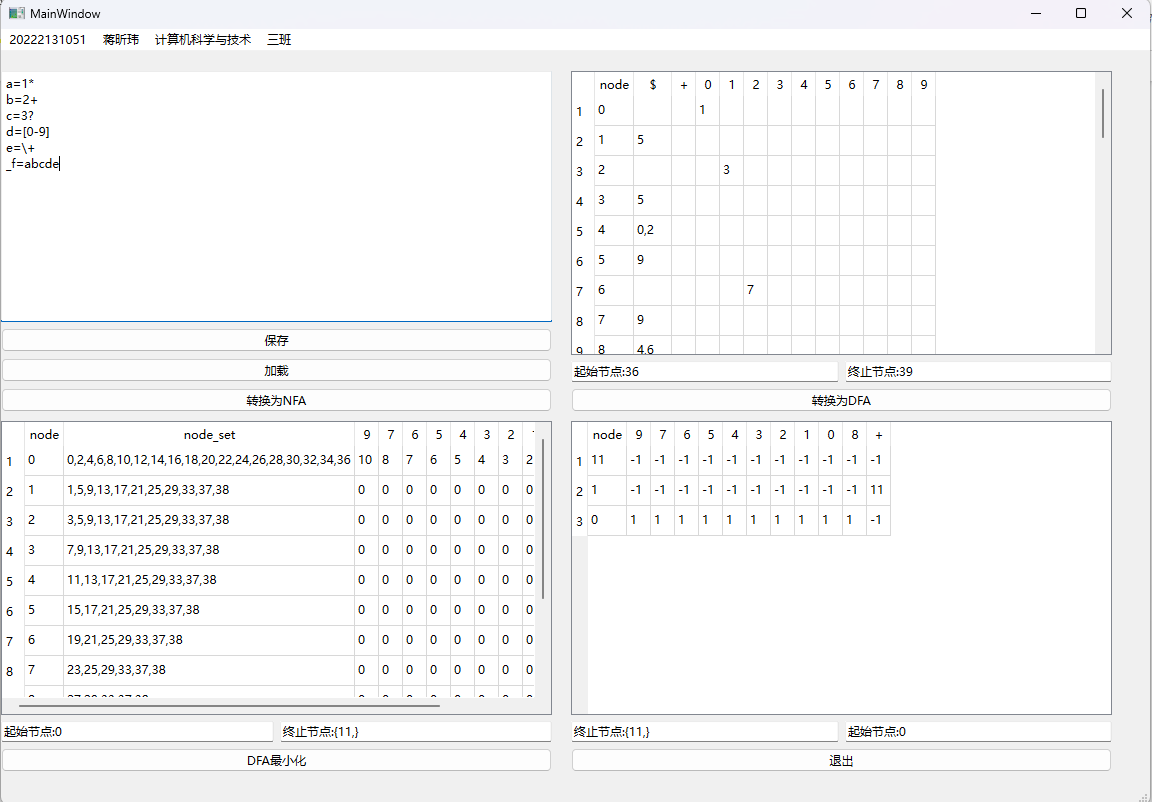 MainWindow
20222131051 蒋昕玮 计算机科学与技术 三班
a=1*
b=2+
c=3?
d=[0-9]
e=\+
_f=abcde
保存
加载
转换为NFA
node $ + 0 1 2 3 4 5 6 7 8 9
1 0 1
2 1 5
3 2 3
4 3 5
5 4 0,2
6 5 9
7 6 7
8 7 9
9 8 4,6
起始节点:36 终止节点:39
转换为DFA
node node_set 9 7 6 5 4 3 2
1 0 0,2,4,6,8,10,12,14,16,18,20,22,24,26,28,30,32,34,36 10 8 7 6 5 4 3 2
2 1 1,5,9,13,17,21,25,29,33,37,38 0 0 0 0 0 0 0 0
3 2 3,5,9,13,17,21,25,29,33,37,38 0 0 0 0 0 0 0 0
4 3 7,9,13,17,21,25,29,33,37,38 0 0 0 0 0 0 0 0
5 4 11,13,17,21,25,29,33,37,38 0 0 0 0 0 0 0 0
6 5 15,17,21,25,29,33,37,38 0 0 0 0 0 0 0 0
7 6 19,21,25,29,33,37,38 0 0 0 0 0 0 0 0
8 7 23,25,29,33,37,38 0 0 0 0 0 0 0 0
起始节点:0 终止节点:{11,}
DFA最小化
node 9 7 6 5 4 3 2 1 0 8 +
1 11 -1 -1 -1 -1 -1 -1 -1 -1 -1 -1 -1
2 1 -1 -1 -1 -1 -1 -1 -1 -1 -1 -1 11
3 0 1 1 1 1 1 1 1 1 1 1 -1
终止节点:{11,} 起始节点:0
退出